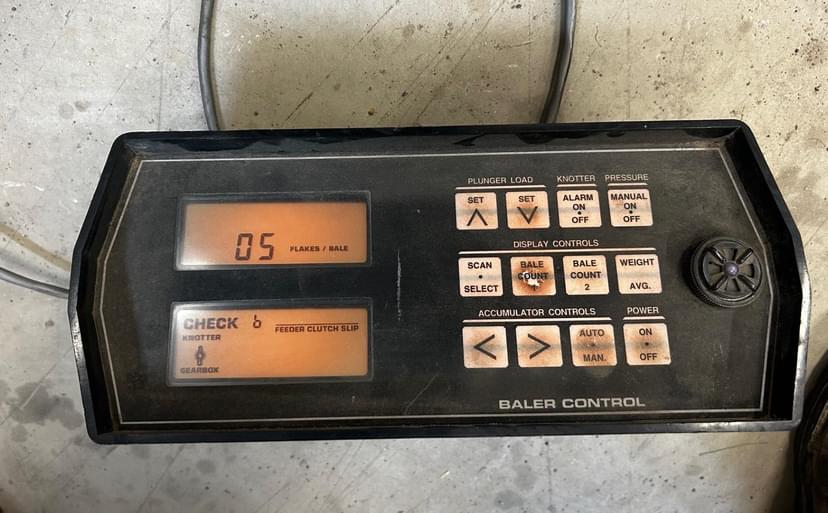 PLUNGER LOAD KNOTTER PRESSURE
SET SET ALARM MANUAL
ON ON
OFF OFF
05 FLAKES / BALE
DISPLAY CONTROLS
SCAN BALE BALE WEIGHT
COUNT COUNT
SELECT 1 2 AVG.
CHECK b FEEDER CLUTCH SLIP
KNOTTER
GEARBOX
ACCUMULATOR CONTROLS POWER
< > AUTO ON
MAN. OFF
BALER CONTROL